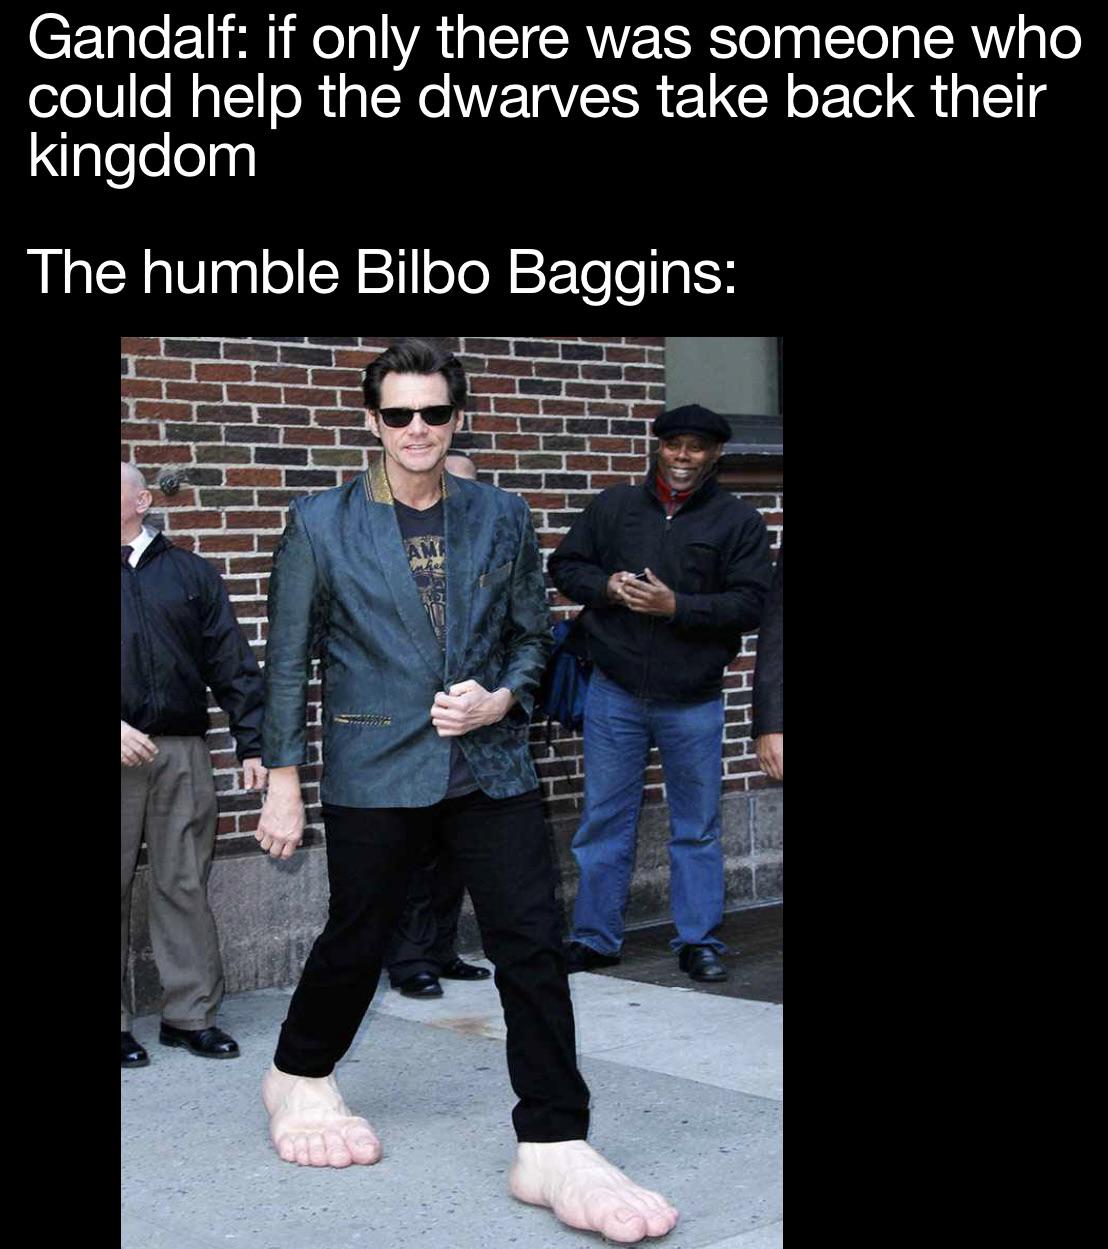 Gandalf: if only there was someone who
could help the dwarves take back their
kingdom
The humble Bilbo Baggins: